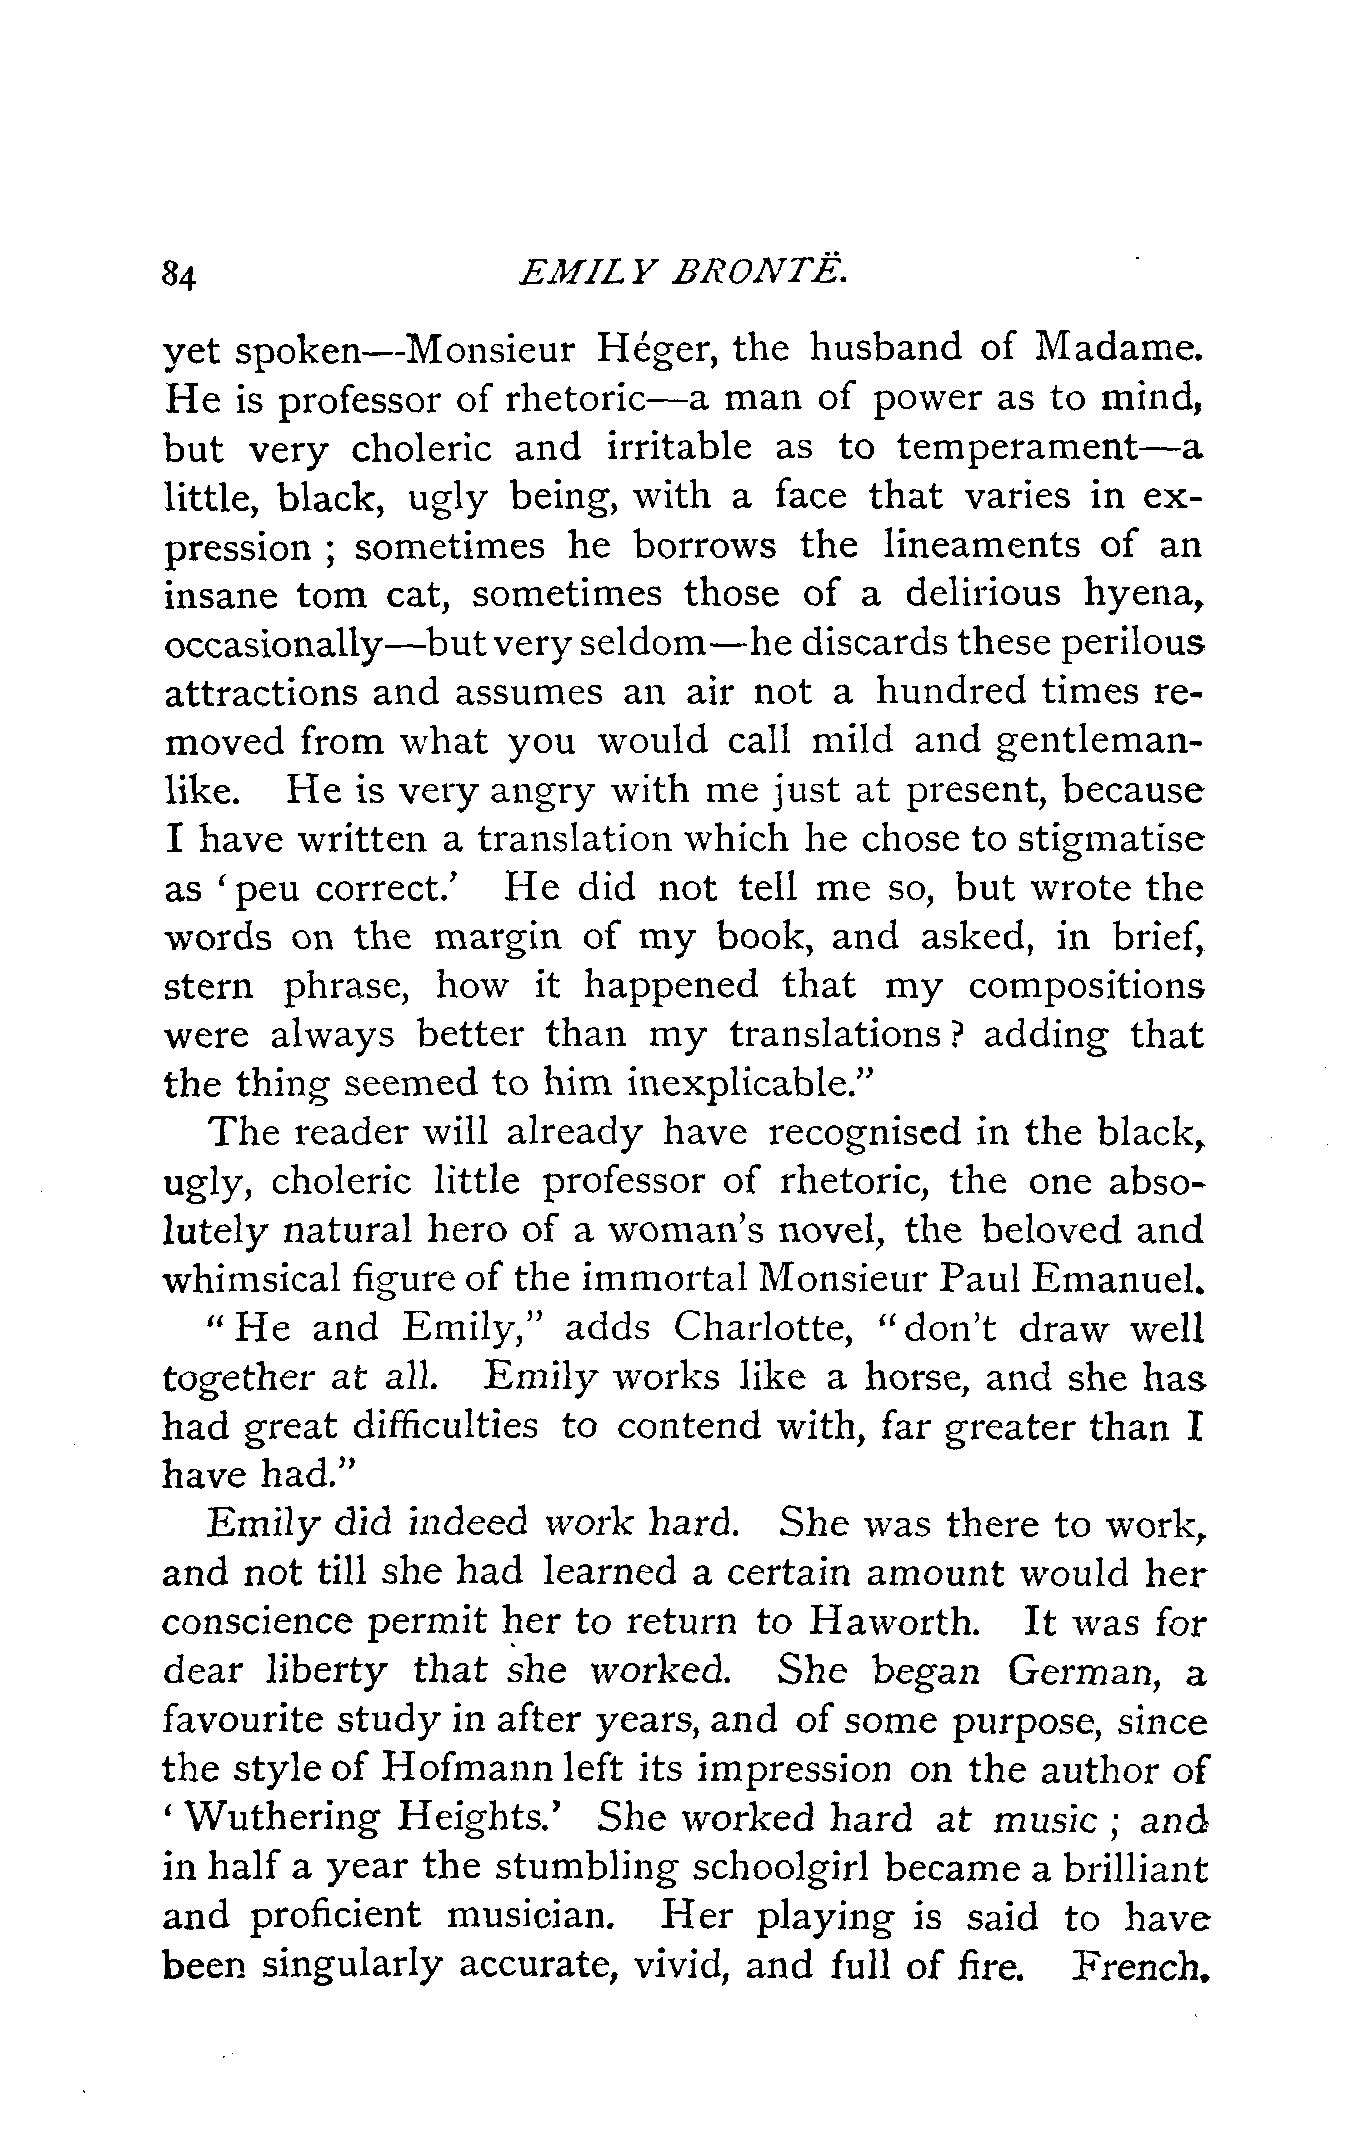 84 EMILY BRONTË.
yet spoken—Monsieur Héger, the husband of Madame.
He is professor of rhetoric—a man of power as to mind,
but very choleric and irritable as to temperament—a
little, black, ugly being, with a face that varies in ex-
pression ; sometimes he borrows the lineaments of an
insane tom cat, sometimes those of a delirious hyena,
occasionally—but very seldom—he discards these perilous
attractions and assumes an air not a hundred times re-
moved from what you would call mild and gentleman-
like. He is very angry with me just at present, because
I have written a translation which he chose to stigmatise
as ‘peu correct.’ He did not tell me so, but wrote the
words on the margin of my book, and asked, in brief,
stern phrase, how it happened that my compositions
were always better than my translations ? adding that
the thing seemed to him inexplicable.”
The reader will already have recognised in the black,
ugly, choleric little professor of rhetoric, the one abso-
lutely natural hero of a woman's novel, the beloved and
whimsical figure of the immortal Monsieur Paul Emanuel.
“He and Emily,” adds Charlotte, “don't draw well
together at all. Emily works like a horse, and she has
had great difficulties to contend with, far greater than I
have had.”
Emily did indeed work hard. She was there to work,
and not till she had learned a certain amount would her
conscience permit her to return to Haworth. It was for
dear liberty that she worked. She began German, a
favourite study in after years, and of some purpose, since
the style of Hofmann left its impression on the author of
‘Wuthering Heights.’ She worked hard at music ; and
in half a year the stumbling schoolgirl became a brilliant
and proficient musician. Her playing is said to have
been singularly accurate, vivid, and full of fire. French.